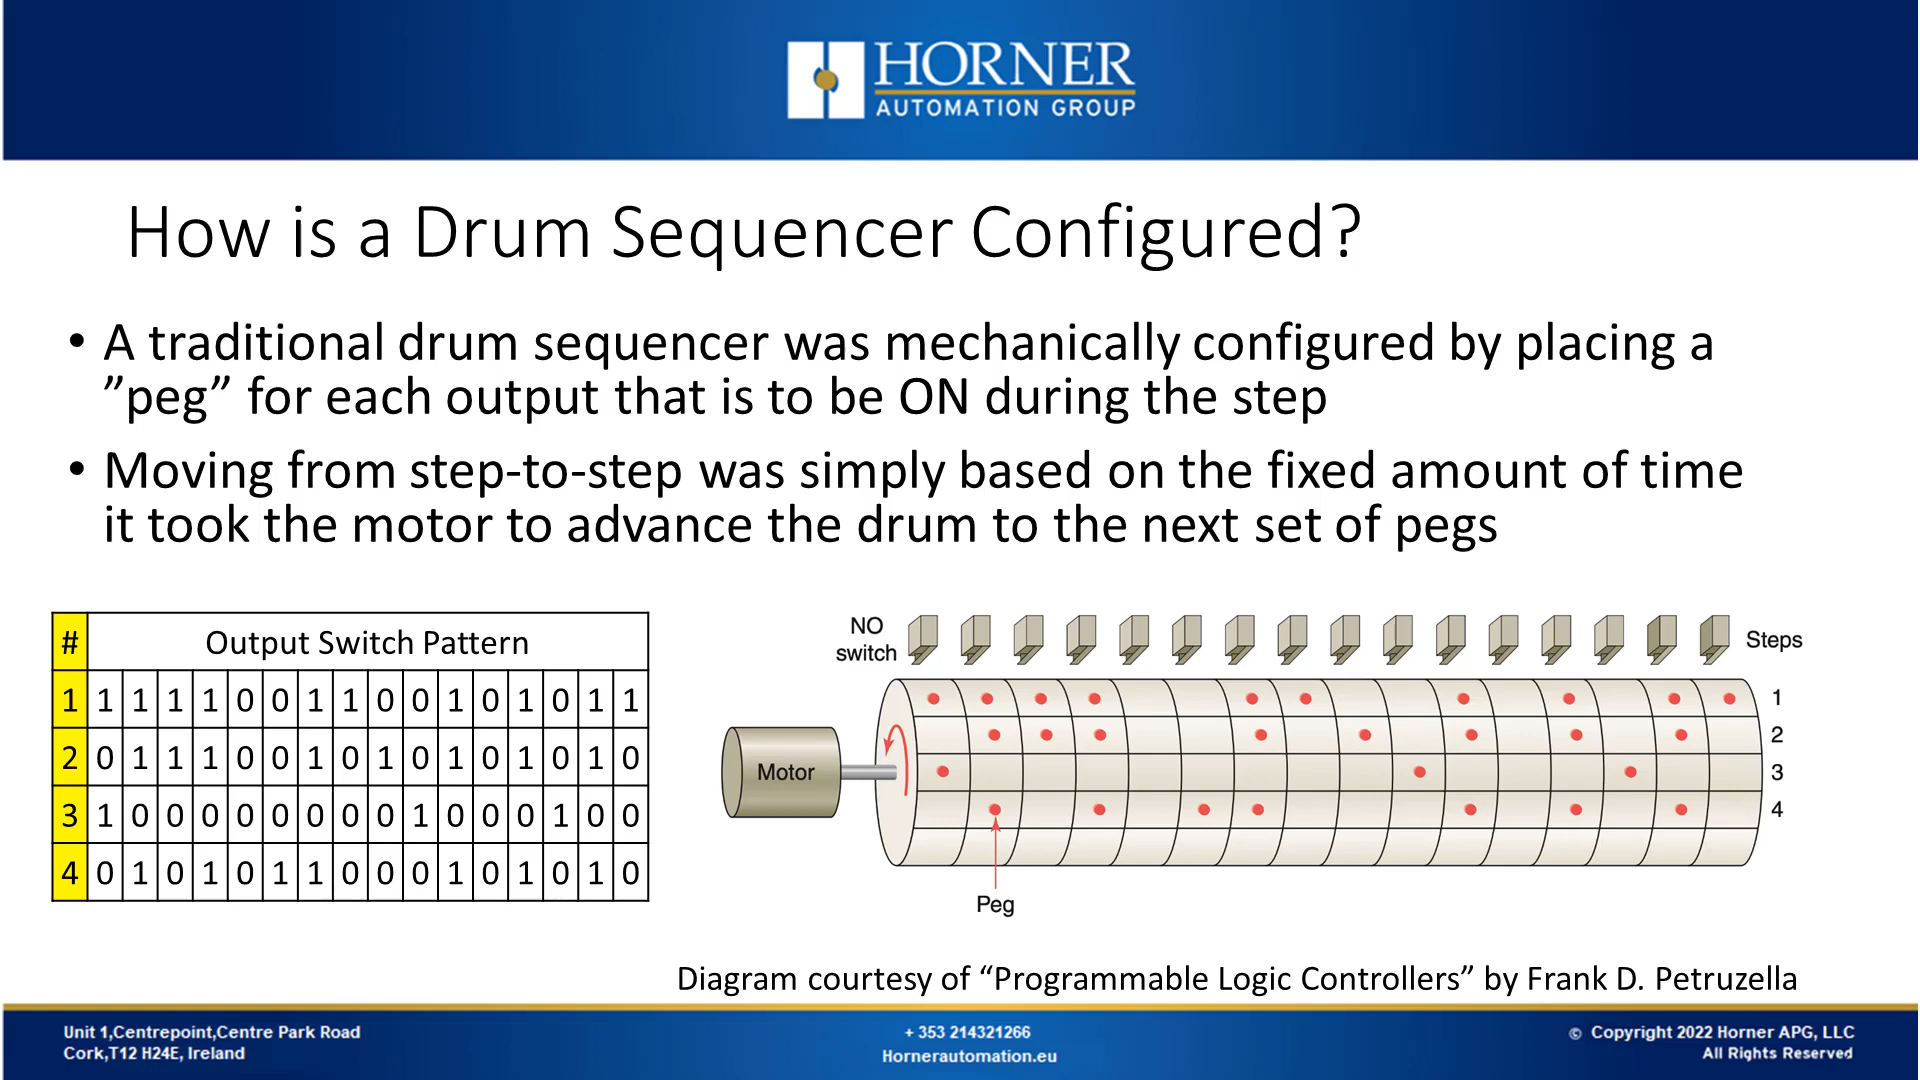 HORNER
AUTOMATION GROUP
How is a Drum Sequencer Configured?
• A traditional drum sequencer was mechanically configured by placing a
”peg” for each output that is to be ON during the step
• Moving from step-to-step was simply based on the fixed amount of time
it took the motor to advance the drum to the next set of pegs
# Output Switch Pattern
1 1 1 1 1 0 0 1 1 0 0 1 0 1 0 1 1
2 0 1 1 1 0 0 1 0 1 0 1 0 1 0 1 0
3 1 0 0 0 0 0 0 0 0 1 0 0 0 1 0 0
4 0 1 0 1 0 1 1 0 0 0 1 0 1 0 1 0
NO
switch
Steps
1
2
3
4
Motor
Peg
Diagram courtesy of “Programmable Logic Controllers” by Frank D. Petruzella
Unit 1,Centrepoint,Centre Park Road
Cork,T12 H24E, Ireland
+ 353 214321266
Hornerautomation.eu
© Copyright 2022 Horner APG, LLC
All Rights Reserved